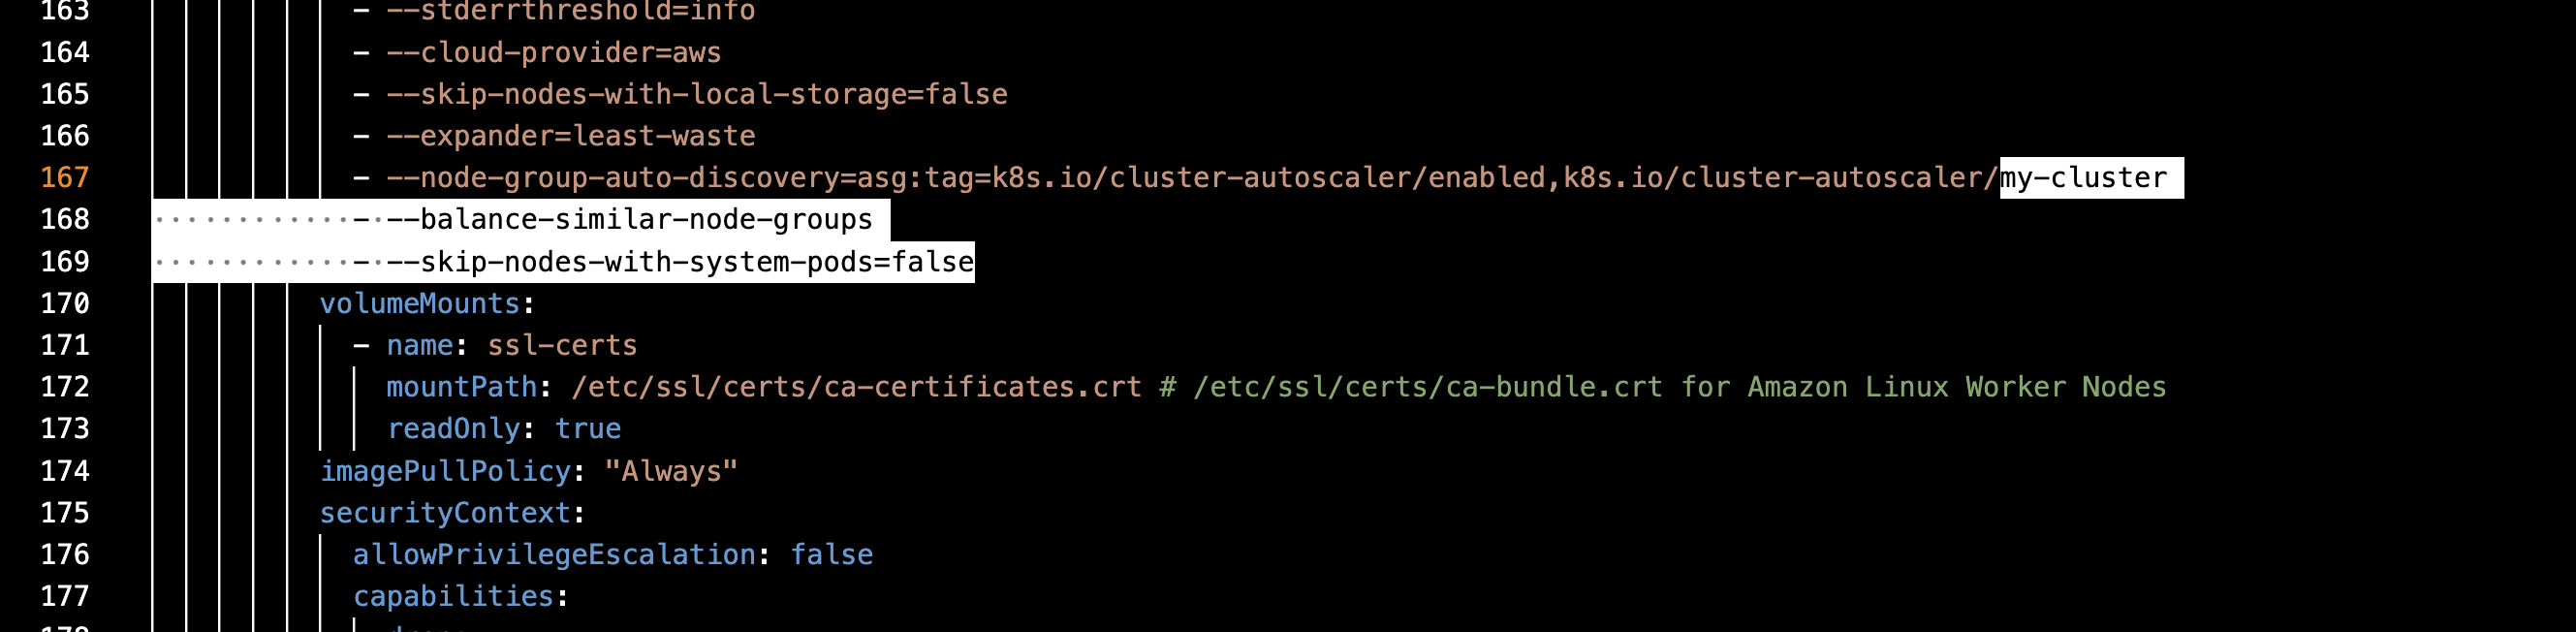 163 - --stderrthreshold=info
164 - --cloud-provider=aws
165 - --skip-nodes-with-local-storage=false
166 - --expander=least-waste
167 - --node-group-auto-discovery=asg:tag=k8s.io/cluster-autoscaler/enabled,k8s.io/cluster-autoscaler/my-cluster
168 - --balance-similar-node-groups
169 - --skip-nodes-with-system-pods=false
170 volumeMounts:
171 - name: ssl-certs
172 mountPath: /etc/ssl/certs/ca-certificates.crt # /etc/ssl/certs/ca-bundle.crt for Amazon Linux Worker Nodes
173 readOnly: true
174 imagePullPolicy: "Always"
175 securityContext:
176 allowPrivilegeEscalation: false
177 capabilities: